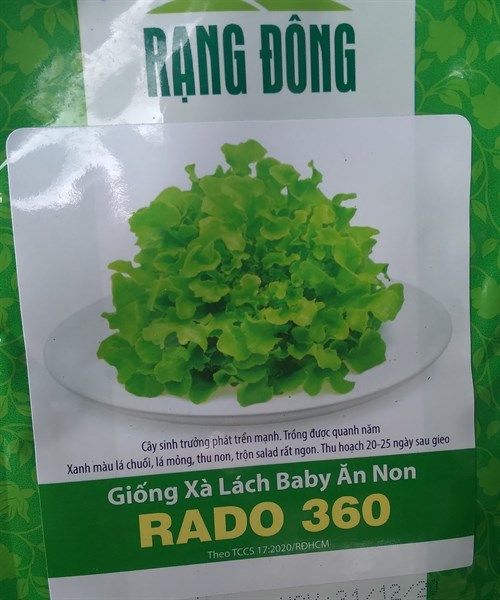 RẠNG ĐÔNG
Cây sinh trưởng phát triển mạnh. Trồng được quanh năm
Xanh màu lá chuối, lá mỏng, thu non, trộn salad rất ngon. Thu hoạch 20-25 ngày sau gieo
Giống Xà Lách Baby Ăn Non
RADO 360
Theo TCCS 17:2020/RĐHCM